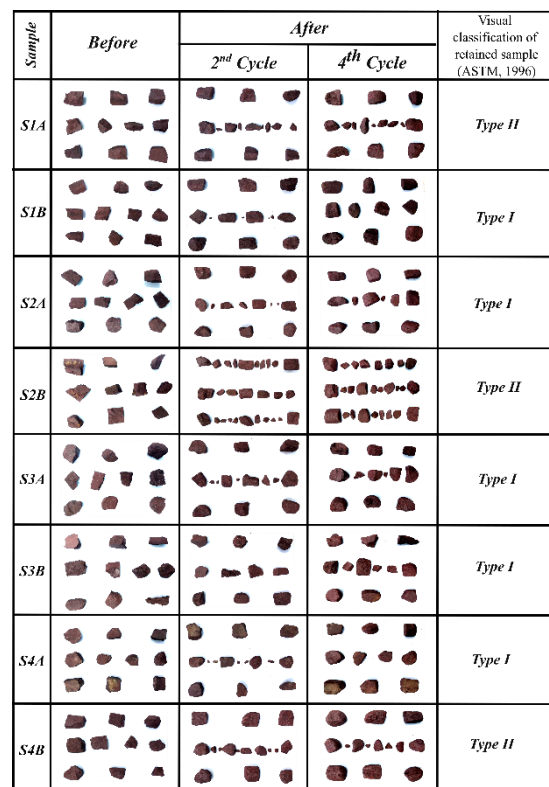 Sample
Before
After
2nd Cycle
4th Cycle
Visual
classification of
retained sample
(ASTM, 1996)
S1A
Type II
S1B
Type I
S2A
Type I
S2B
Type II
S3A
Type I
S3B
Type I
S4A
Type I
S4B
Type II